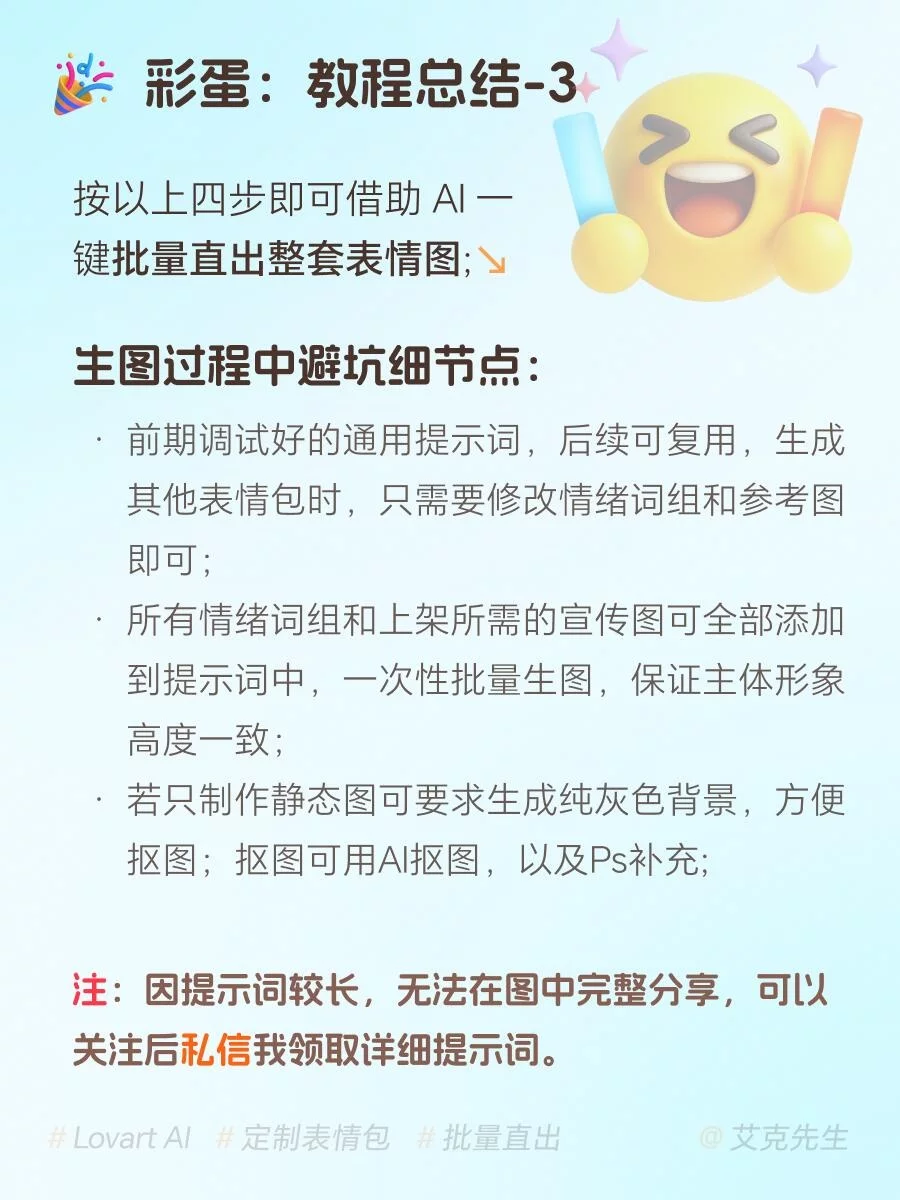 彩蛋：教程总结-3
按以上四步即可借助 AI 一
键批量直出整套表情图;↘
生图过程中避坑细节点：
· 前期调试好的通用提示词，后续可复用，生成
其他表情包时，只需要修改情绪词组和参考图
即可；
· 所有情绪词组和上架所需的宣传图可全部添加
到提示词中，一次性批量生图，保证主体形象
高度一致；
· 若只制作静态图可要求生成纯灰色背景，方便
抠图；抠图可用AI抠图，以及Ps补充;
注：因提示词较长，无法在图中完整分享，可以
关注后私信我领取详细提示词。
# Lovart AI # 定制表情包 # 批量直出 @ 艾克先生